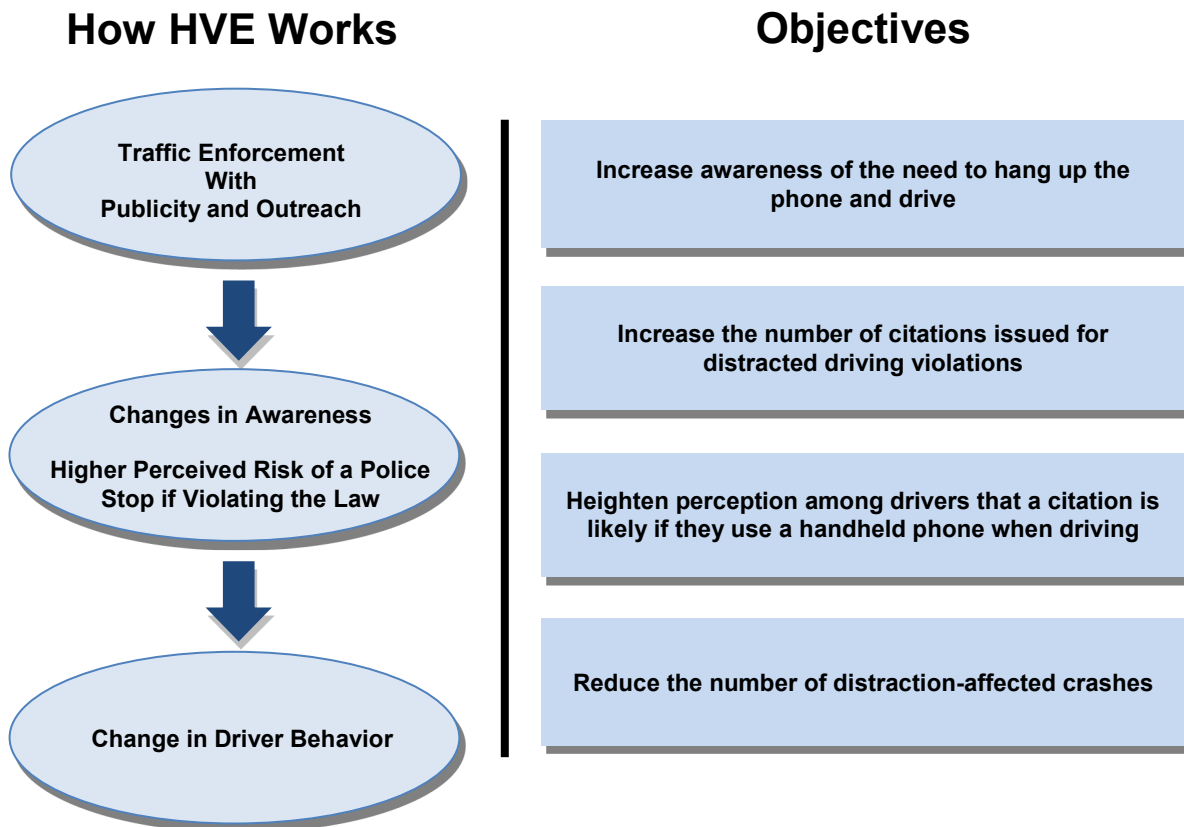 How HVE Works
Traffic Enforcement
With
Publicity and Outreach
Changes in Awareness
Higher Perceived Risk of a Police
Stop if Violating the Law
Change in Driver Behavior
Objectives
Increase awareness of the need to hang up the
phone and drive
Increase the number of citations issued for
distracted driving violations
Heighten perception among drivers that a citation is
likely if they use a handheld phone when driving
Reduce the number of distraction-affected crashes